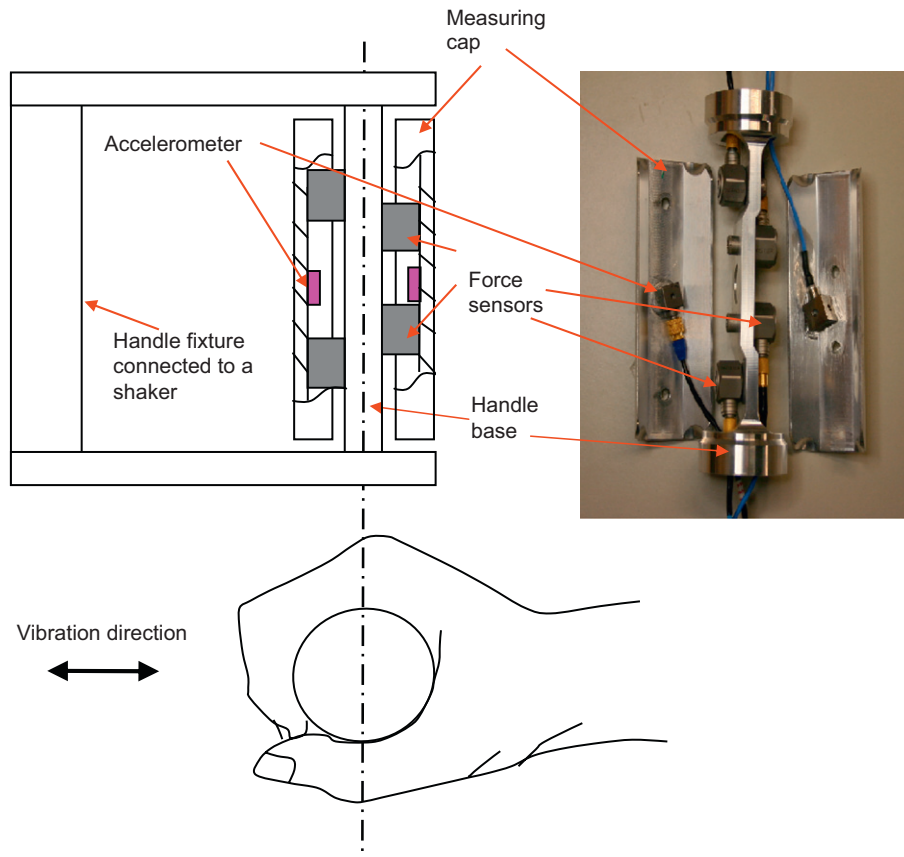 Measuring
cap
Accelerometer
Force
sensors
Handle fixture
connected to a
shaker
Handle
base
Vibration direction